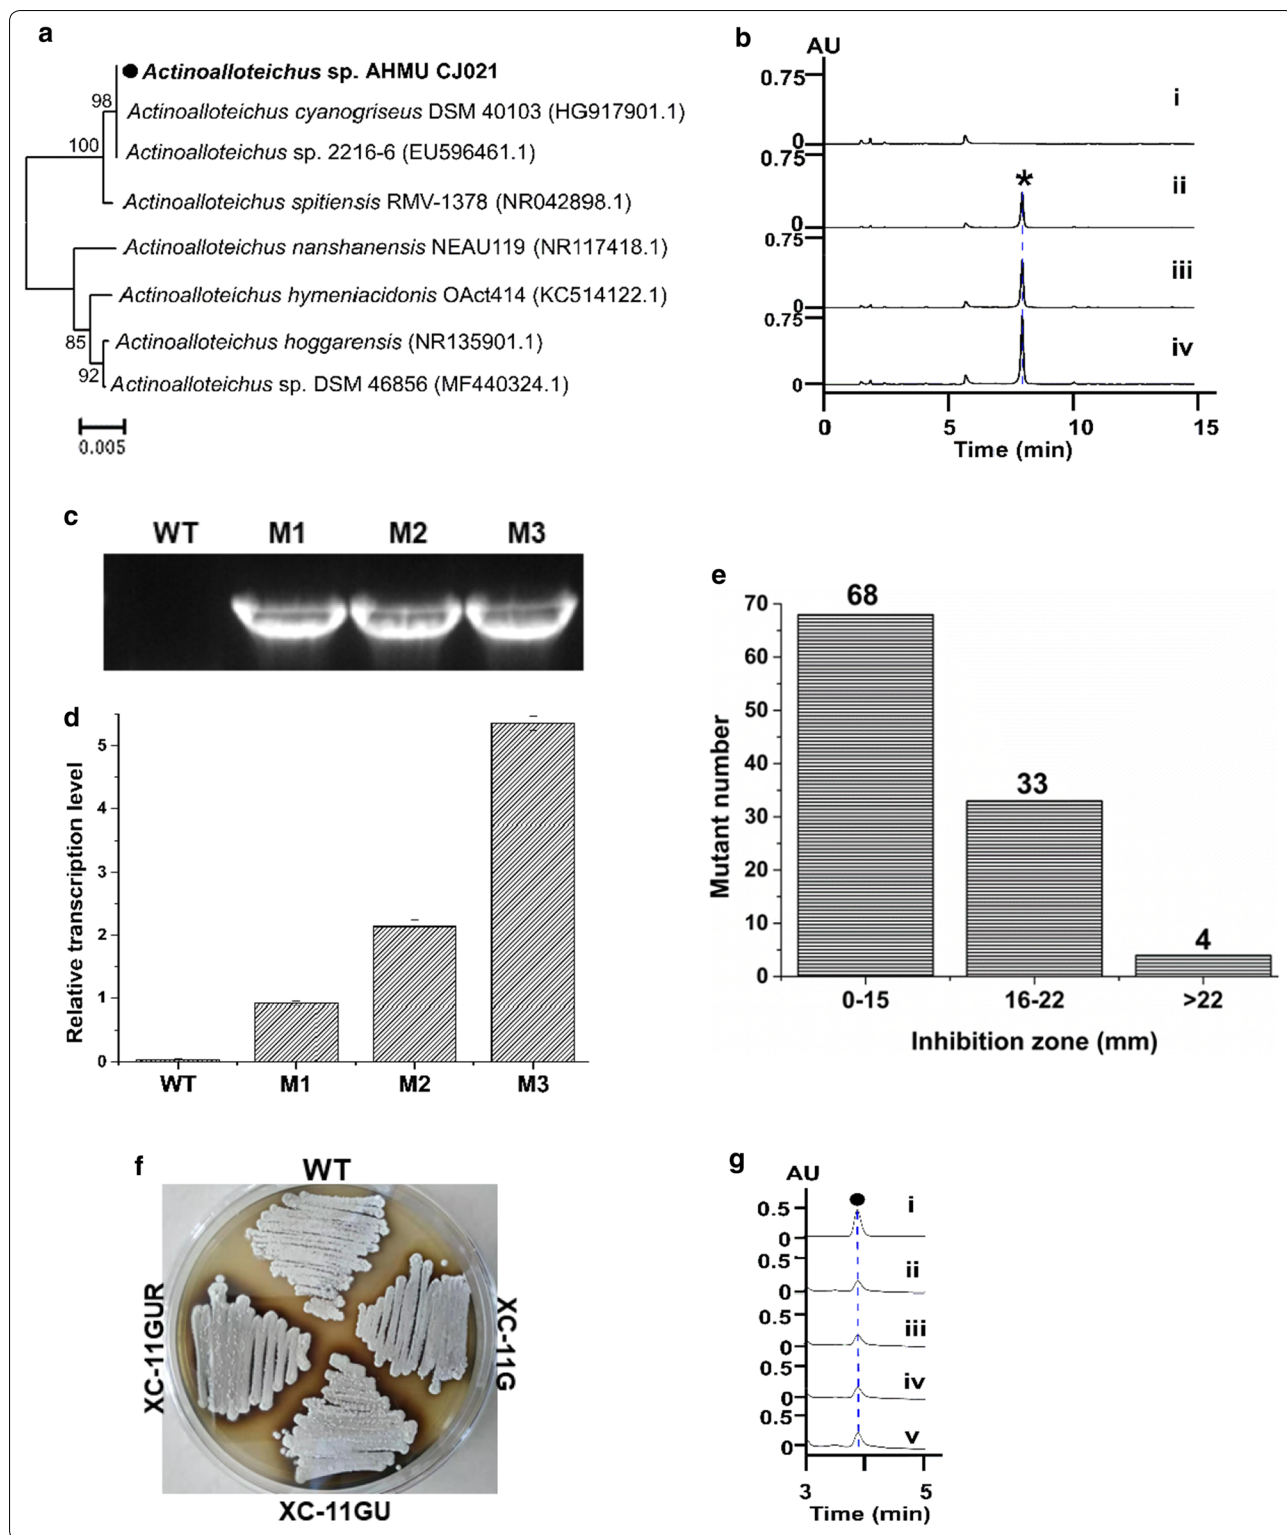 a
Actinoalloteichus sp. AHMU CJ021
98
Actinoalloteichus cyanogriseus DSM 40103 (HG917901.1)
100
Actinoalloteichus sp. 2216-6 (EU596461.1)
Actinoalloteichus spitiensis RMV-1378 (NR042898.1)
Actinoalloteichus nanshanensis NEAU119 (NR117418.1)
Actinoalloteichus hymeniacidonis OAct414 (KC514122.1)
85
Actinoalloteichus hoggarensis (NR135901.1)
92
Actinoalloteichus sp. DSM 46856 (MF440324.1)
0.005
b
AU
0.75
i
0
0.75
ii
*
0
0.75
iii
0
0.75
iv
0
0 5 10 15
Time (min)
c
WT M1 M2 M3
d
Relative transcription level
5
4
3
2
1
0
WT M1 M2 M3
e
Mutant number
70
60
50
40
30
20
10
0
68
33
4
0-15 16-22 >22
Inhibition zone (mm)
f
WT
XC-11GUR
XC-11G
XC-11GU
g
AU
0.5
i
0
0.5
ii
0
0.5
iii
0
0.5
iv
0
0.5
v
0
3 5
Time (min)